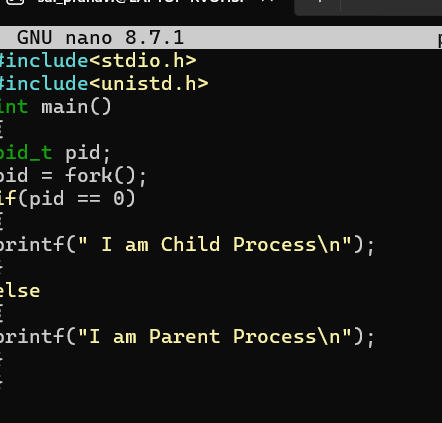 GNU nano 8.7.1
#include<stdio.h>
#include<unistd.h>
int main()
{
pid_t pid;
pid = fork();
if(pid == 0)
{
printf(" I am Child Process\n");
}
else
{
printf("I am Parent Process\n");
}
}